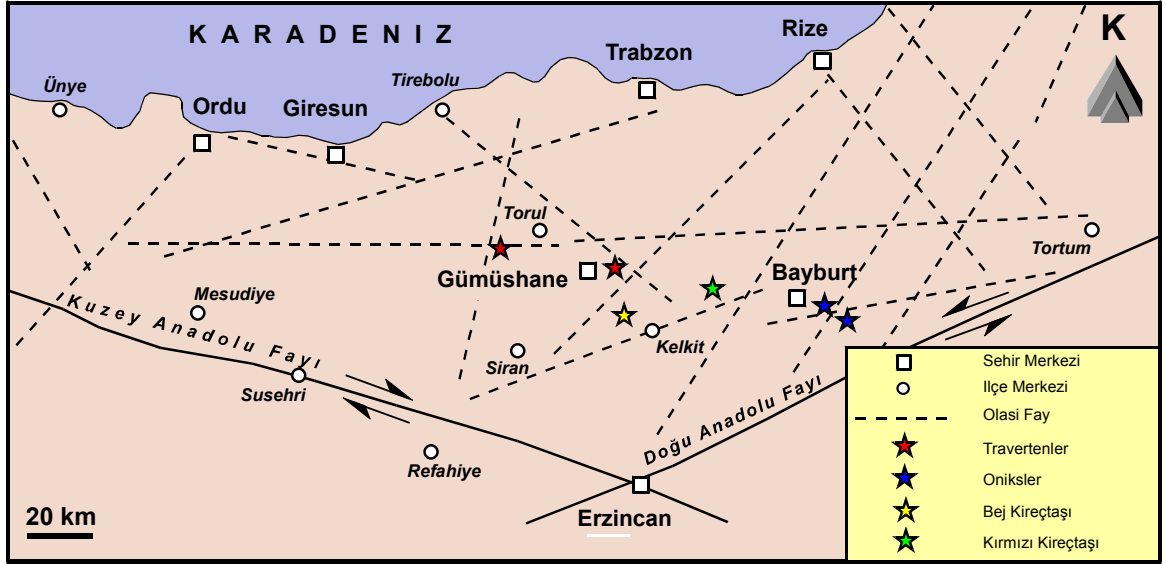 KARADENIZ
K
Rize
Trabzon
Tirebolu
Ünye
Ordu
Giresun
Torul
Tortum
Gümüshane
Bayburt
Mesudiye
Kuzey Anadolu Fayı
Kelkit
Siran
Susehri
Doğu Anadolu Fayı
Refahiye
Erzincan
20 km
Sehir Merkezi
Ilçe Merkezi
Olasi Fay
Travertenler
Oniksler
Bej Kireçtaşı
Kırmızı Kireçtaşı